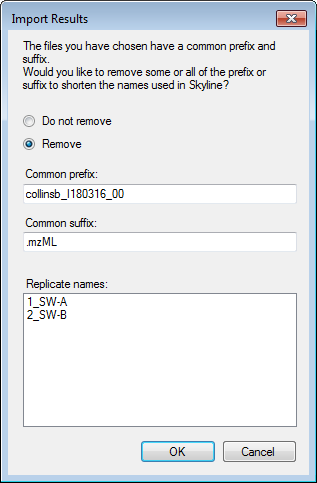 Import Results
The files you have chosen have a common prefix and
suffix.
Would you like to remove some or all of the prefix or
suffix to shorten the names used in Skyline?
Do not remove
Remove
Common prefix:
collinsb_I180316_00
Common suffix:
.mzML
Replicate names:
1_SW-A
2_SW-B
OK
Cancel